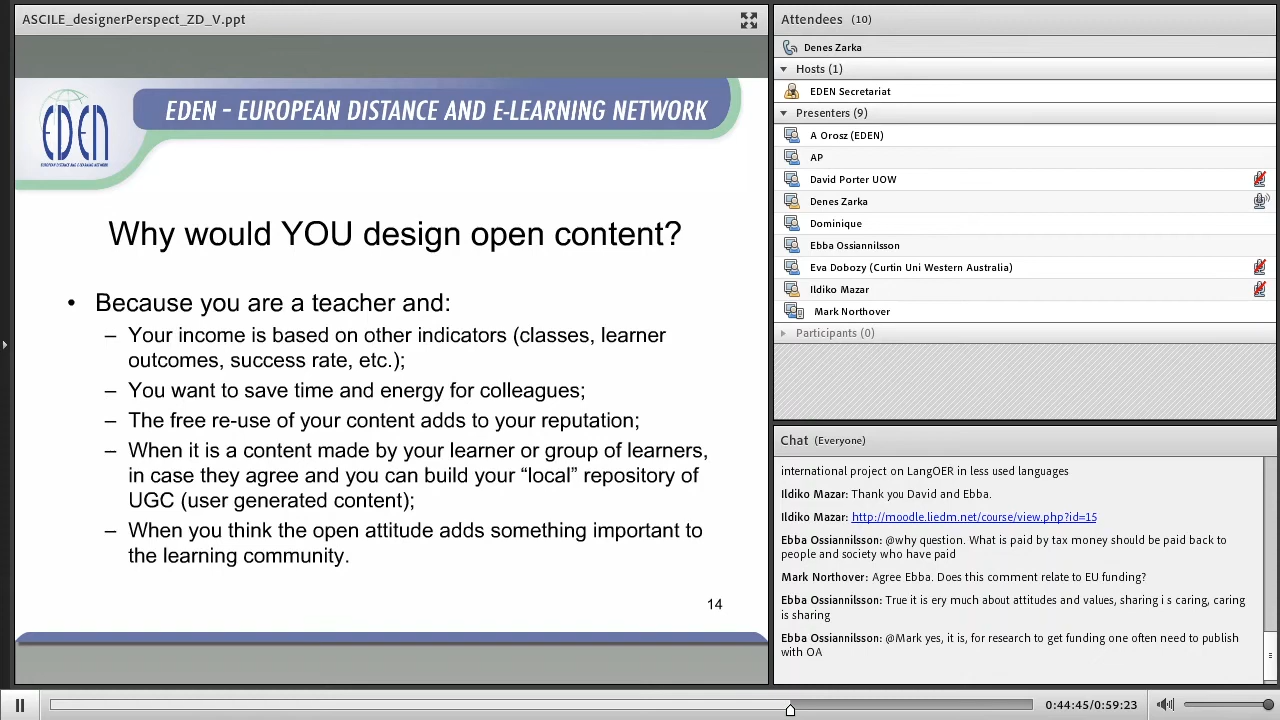 ASCILE_designerPerspect_ZD_V.ppt
EDEN
EUROPEAN DISTANCE AND E-LEARNING NETWORK
EDEN - EUROPEAN DISTANCE AND E-LEARNING NETWORK
Why would YOU design open content?
• Because you are a teacher and:
– Your income is based on other indicators (classes, learner
outcomes, success rate, etc.);
– You want to save time and energy for colleagues;
– The free re-use of your content adds to your reputation;
– When it is a content made by your learner or group of learners,
in case they agree and you can build your “local” repository of
UGC (user generated content);
– When you think the open attitude adds something important to
the learning community.
14
Attendees (10)
Denes Zarka
Hosts (1)
EDEN Secretariat
Presenters (9)
A Orosz (EDEN)
AP
David Porter UOW
Denes Zarka
Dominique
Ebba Ossiannilsson
Eva Dobozy (Curtin Uni Western Australia)
Ildiko Mazar
Mark Northover
Participants (0)
Chat (Everyone)
international project on LangOER in less used languages
Ildiko Mazar: Thank you David and Ebba.
Ildiko Mazar: http://moodle.liedm.net/course/view.php?id=15
Ebba Ossiannilsson: @why question. What is paid by tax money should be paid back to
people and society who have paid
Mark Northover: Agree Ebba. Does this comment relate to EU funding?
Ebba Ossiannilsson: True it is ery much about attitudes and values, sharing i s caring, caring
is sharing
Ebba Ossiannilsson: @Mark yes, it is, for research to get funding one often need to publish
with OA
0:44:45/0:59:23